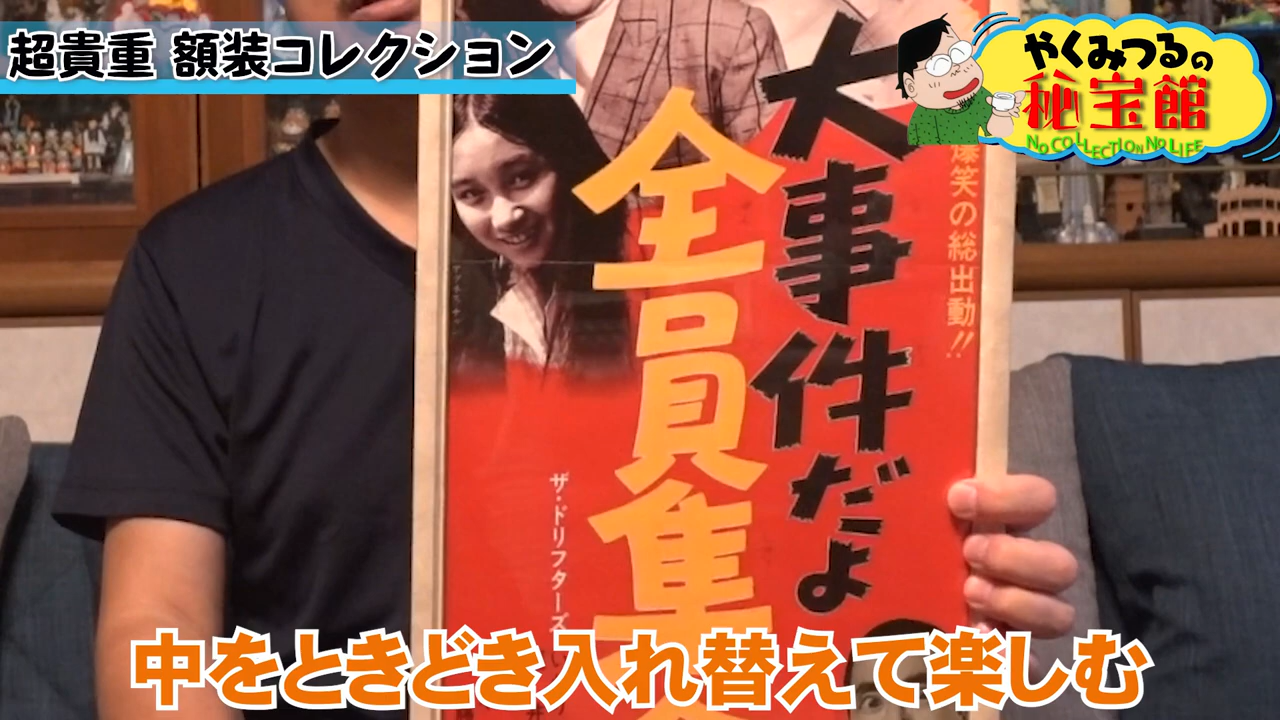 超貴重 額装コレクション
やくみつるの
秘宝館
NO COLLECTION NO LIFE
爆笑の総出動!!
大事件だよ
全員集
ザ・ドリフターズ
中をときどき入れ替えて楽しむ